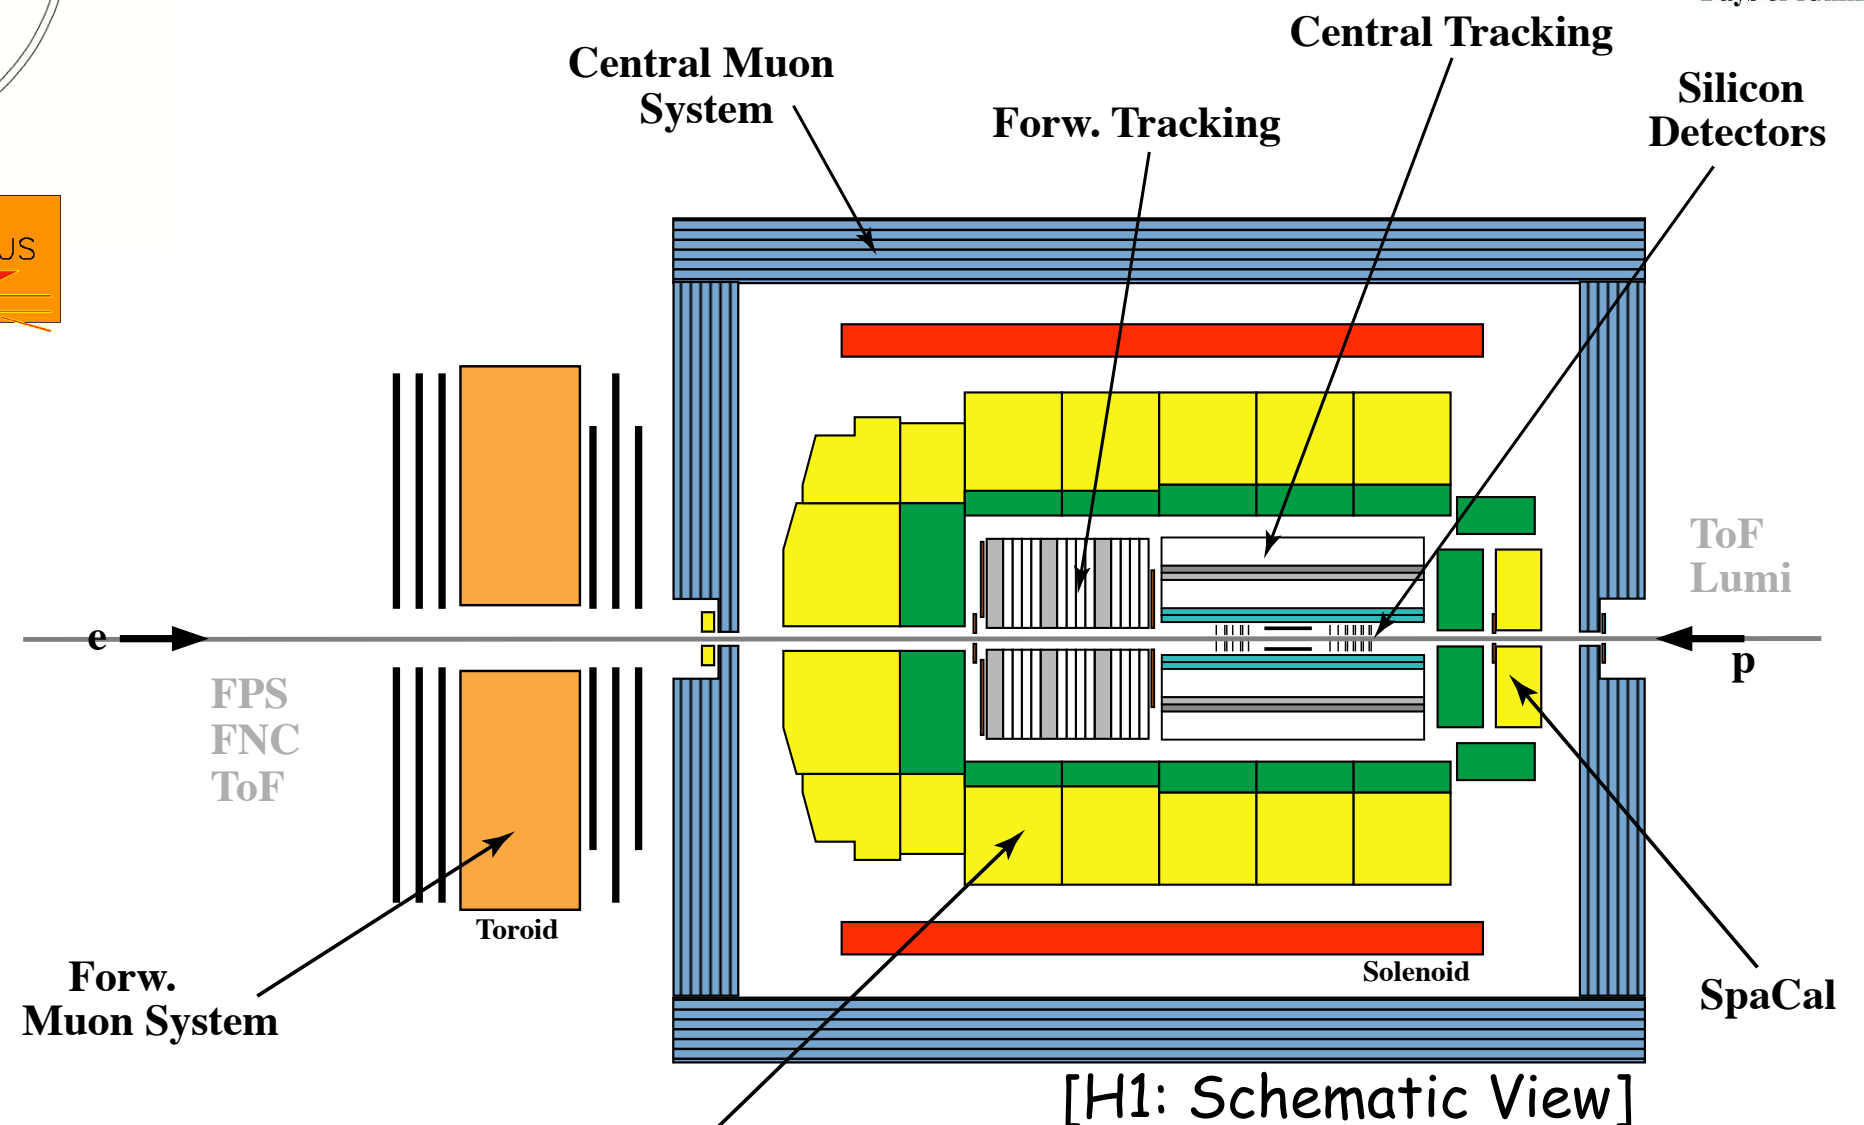 Central Tracking
Central Muon
System
Silicon
Detectors
Forw. Tracking
US
ToF
Lumi
e
p
FPS
FNC
ToF
Toroid
Solenoid
Forw.
Muon System
SpaCal
[H1: Schematic View]